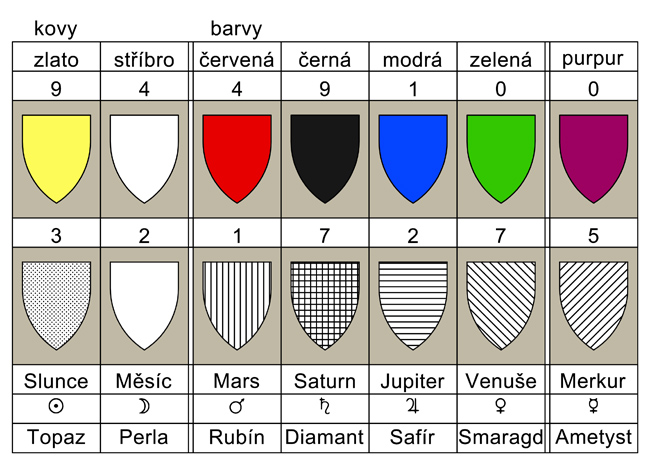 kovy barvy
zlato stříbro červená černá modrá zelená purpur
9 4 4 9 1 0 0
3 2 1 7 2 7 5
Slunce Měsíc Mars Saturn Jupiter Venuše Merkur
☉ ☽ ♂ ♄ ♃ ♀ ☿
Topaz Perla Rubín Diamant Safír Smaragd Ametyst